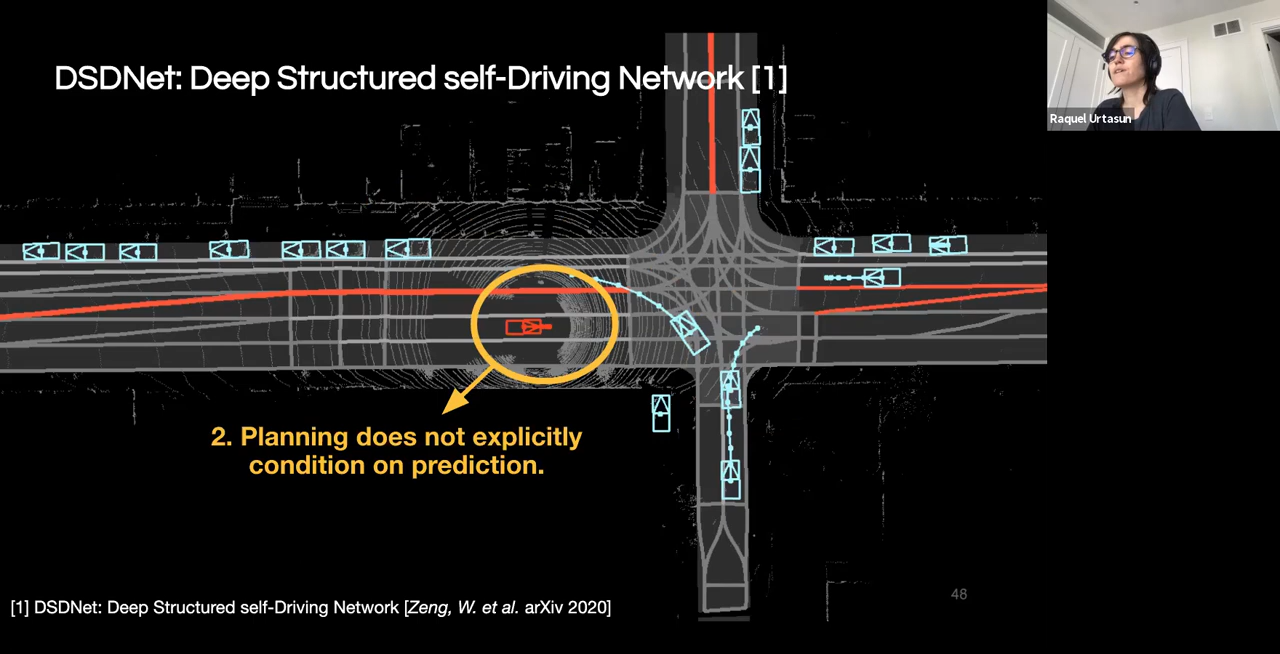 DSDNet: Deep Structured self-Driving Network [1]
Raquel Urtasun
2. Planning does not explicitly
condition on prediction.
48
[1] DSDNet: Deep Structured self-Driving Network [Zeng, W. et al. arXiv 2020]